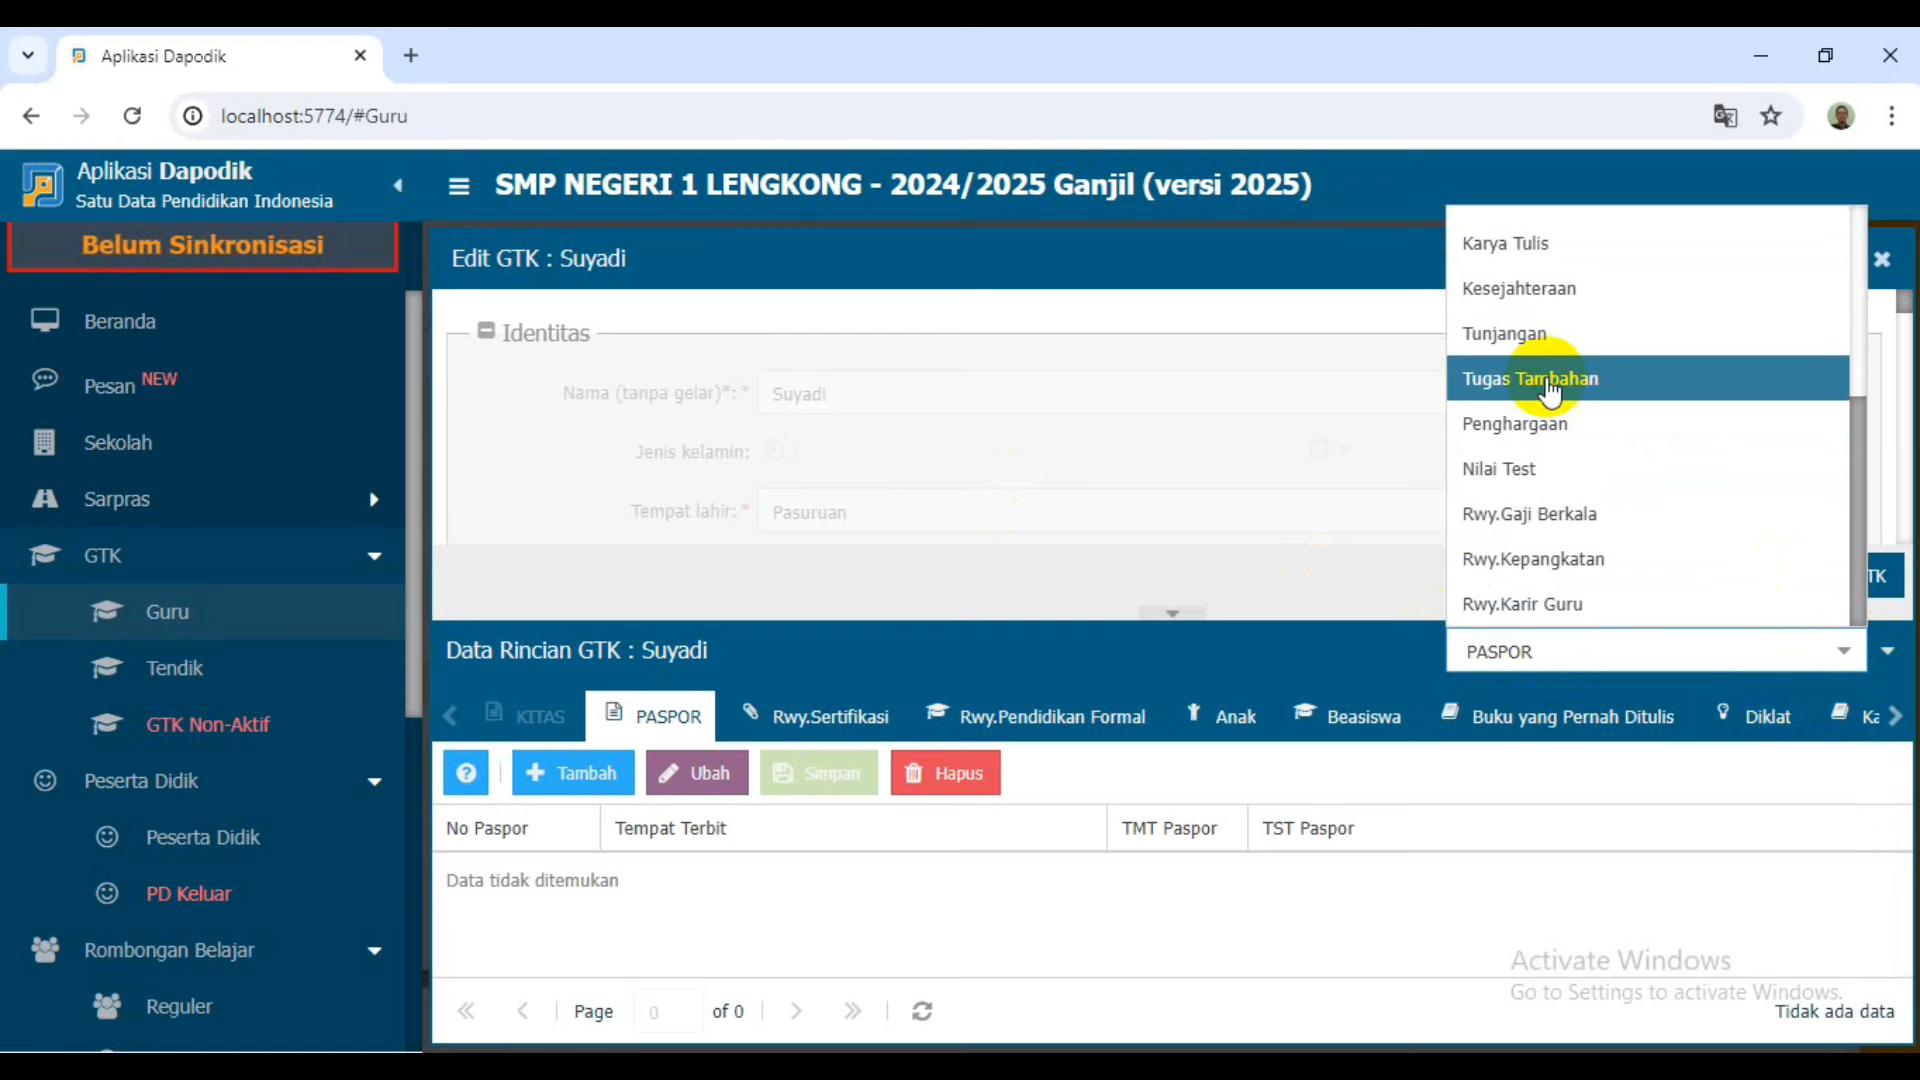 Aplikasi Dapodik
localhost:5774/#Guru
Aplikasi Dapodik
Satu Data Pendidikan Indonesia
SMP NEGERI 1 LENGKONG - 2024/2025 Ganjil (versi 2025)
Belum Sinkronisasi
Beranda
Pesan NEW
Sekolah
Sarpras
GTK
Guru
Tendik
GTK Non-Aktif
Peserta Didik
Peserta Didik
PD Keluar
Rombongan Belajar
Reguler
Edit GTK : Suyadi
Identitas
Nama (tanpa gelar)*: * Suyadi
Jenis kelamin:
Tempat lahir: * Pasuruan
Karya Tulis
Kesejahteraan
Tunjangan
Tugas Tambahan
Penghargaan
Nilai Test
Rwy.Gaji Berkala
Rwy.Kepangkatan
Rwy.Karir Guru
TK
Data Rincian GTK : Suyadi
PASPOR
KITAS PASPOR Rwy.Sertifikasi Rwy.Pendidikan Formal Anak Beasiswa Buku yang Pernah Ditulis Diklat Ka
Tambah Ubah Simpan Hapus
No Paspor Tempat Terbit TMT Paspor TST Paspor
Data tidak ditemukan
Activate Windows
Go to Settings to activate Windows.
Page 0 of 0
Tidak ada data